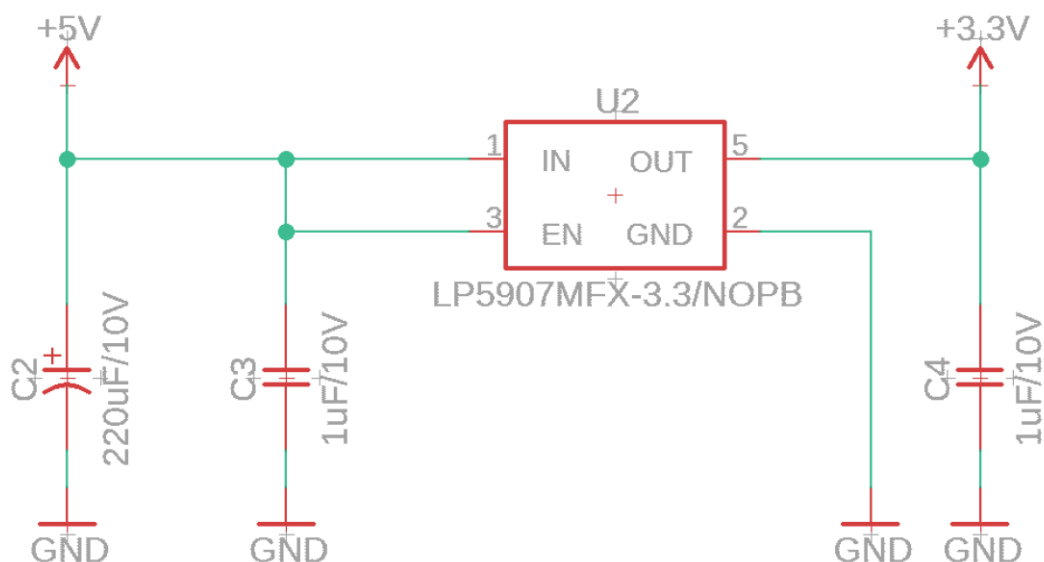 +5V
+3.3V
U2
1
IN
OUT
5
3
EN
GND
2
LP5907MFX-3.3/NOPB
C2
+
220uF/10V
C3
1uF/10V
C4
1uF/10V
GND
GND
GND
GND